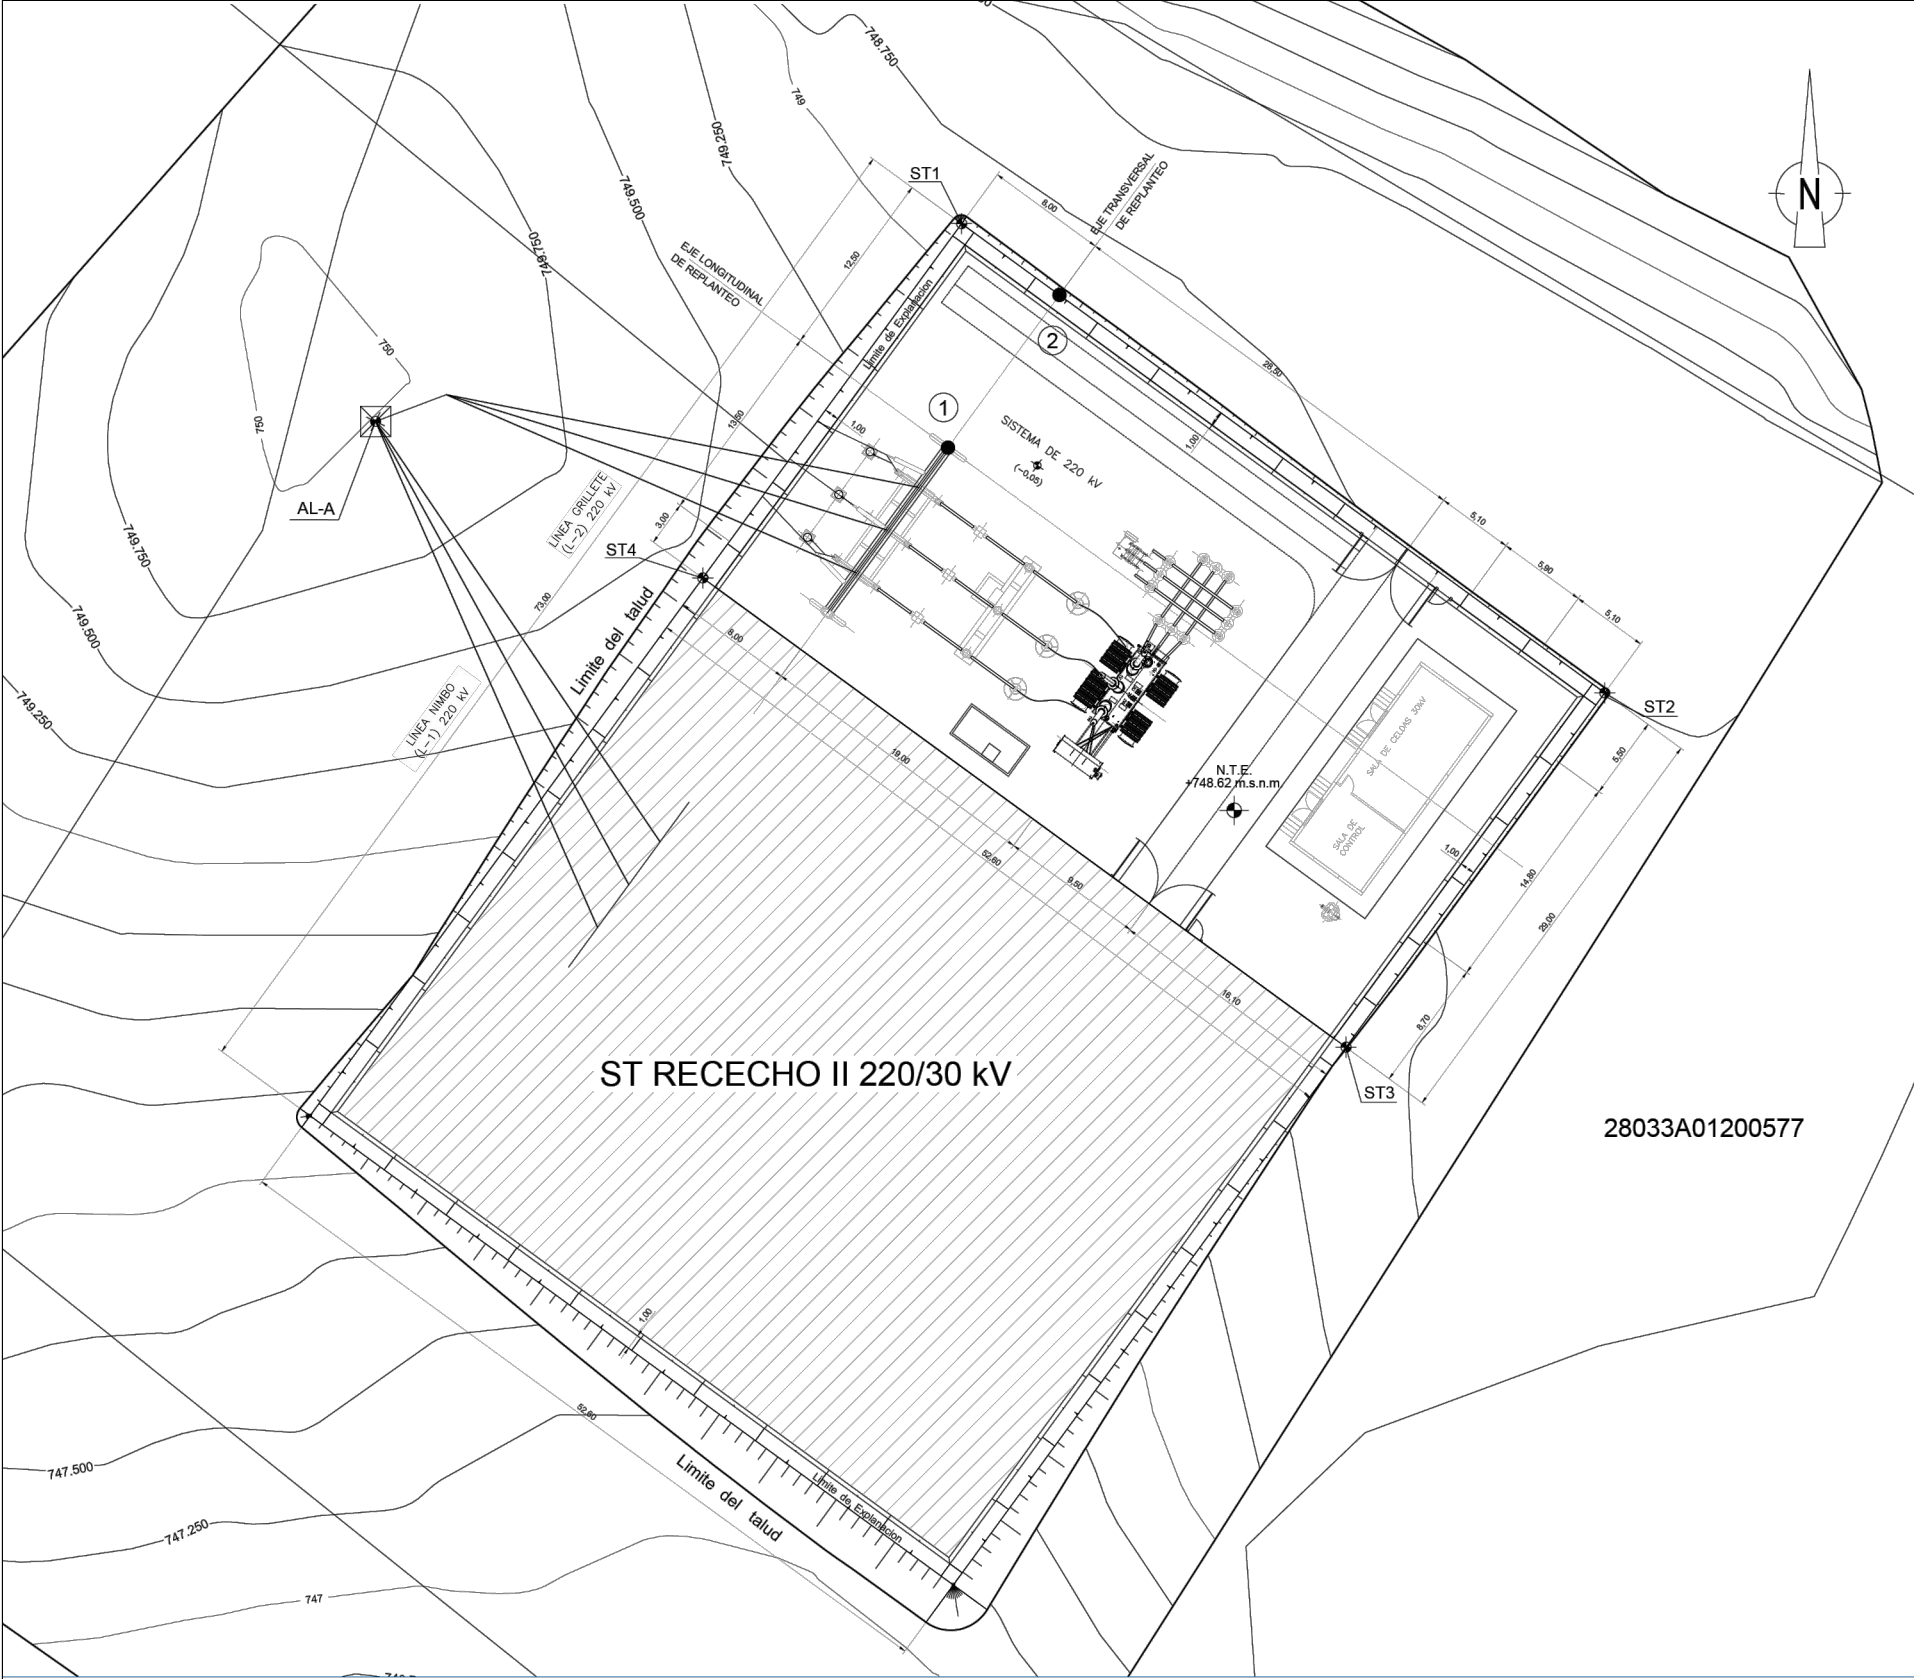 748.750
749
749.250
749.500
749.750
750
750
ST1
8,00
EJE TRANSVERSAL
DE REPLANTEO
N
12,50
EJE LONGITUDINAL
DE REPLANTEO
Limite de Explanacion
2
26,50
1
1,00
SISTEMA DE 220 kV
(-0,05)
1,00
13,50
AL-A
LINEA GRILLETE
(L-2) 220 kV
3,00
ST4
5,10
5,90
5,10
749.750
749.500
749.250
73,00
Limite del talud
8,00
LINEA NIMBO
(L-1) 220 kV
19,00
ST2
5,50
SALA DE CELDAS 30kV
N.T.E.
+748.62 m.s.n.m
SALA DE
CONTROL
1,00
52,60
9,50
14,80
29,00
16,10
8,70
ST RECECHO II 220/30 kV
ST3
28033A01200577
1,00
52,60
747.500
Limite del talud
Limite de Explanacion
747.250
747